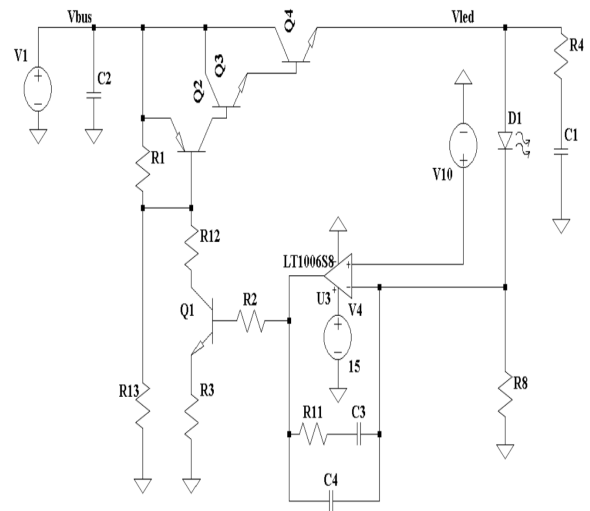 Vbus
Q4
Vled
V1
C2
Q3
Q2
R4
D1
C1
R1
V10
R12
LT1006S8
U3
V4
Q1
R2
15
R13
R3
R11
C3
R8
C4